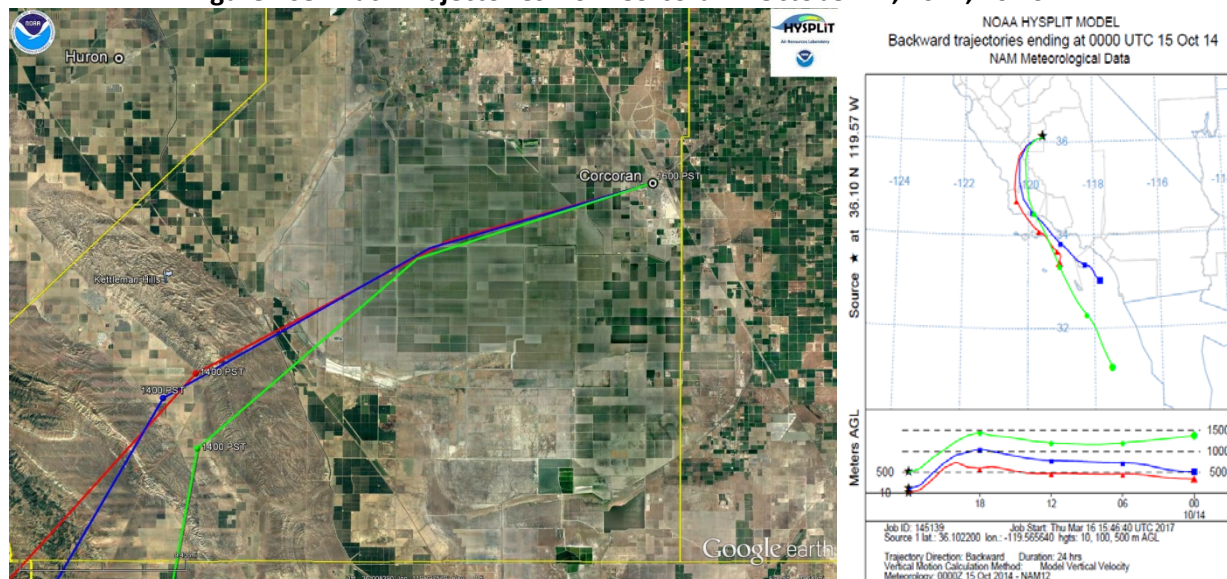 NOAA
HYSPLIT
Air Resources Laboratory
Huron
Corcoran
1600 PST
Kettleman Hills
1400 PST
1400 PST
1400 PST
Google earth
NOAA HYSPLIT MODEL
Backward trajectories ending at 0000 UTC 15 Oct 14
NAM Meteorological Data
Source ★ at 36.10 N 119.57 W
-124 -122 -120 -118 -116 -114
36
34
32
Meters AGL
500
10
1500
1000
500
18 12 06 00
10/14
Job ID: 145139 Job Start: Thu Mar 16 15:46:40 UTC 2017
Source 1 lat.: 36.102200 lon.: -119.565640 hgts: 10, 100, 500 m AGL
Trajectory Direction: Backward Duration: 24 hrs
Vertical Motion Calculation Method: Model Vertical Velocity
Meteorology: 0000Z 15 Oct 2014 - NAM12